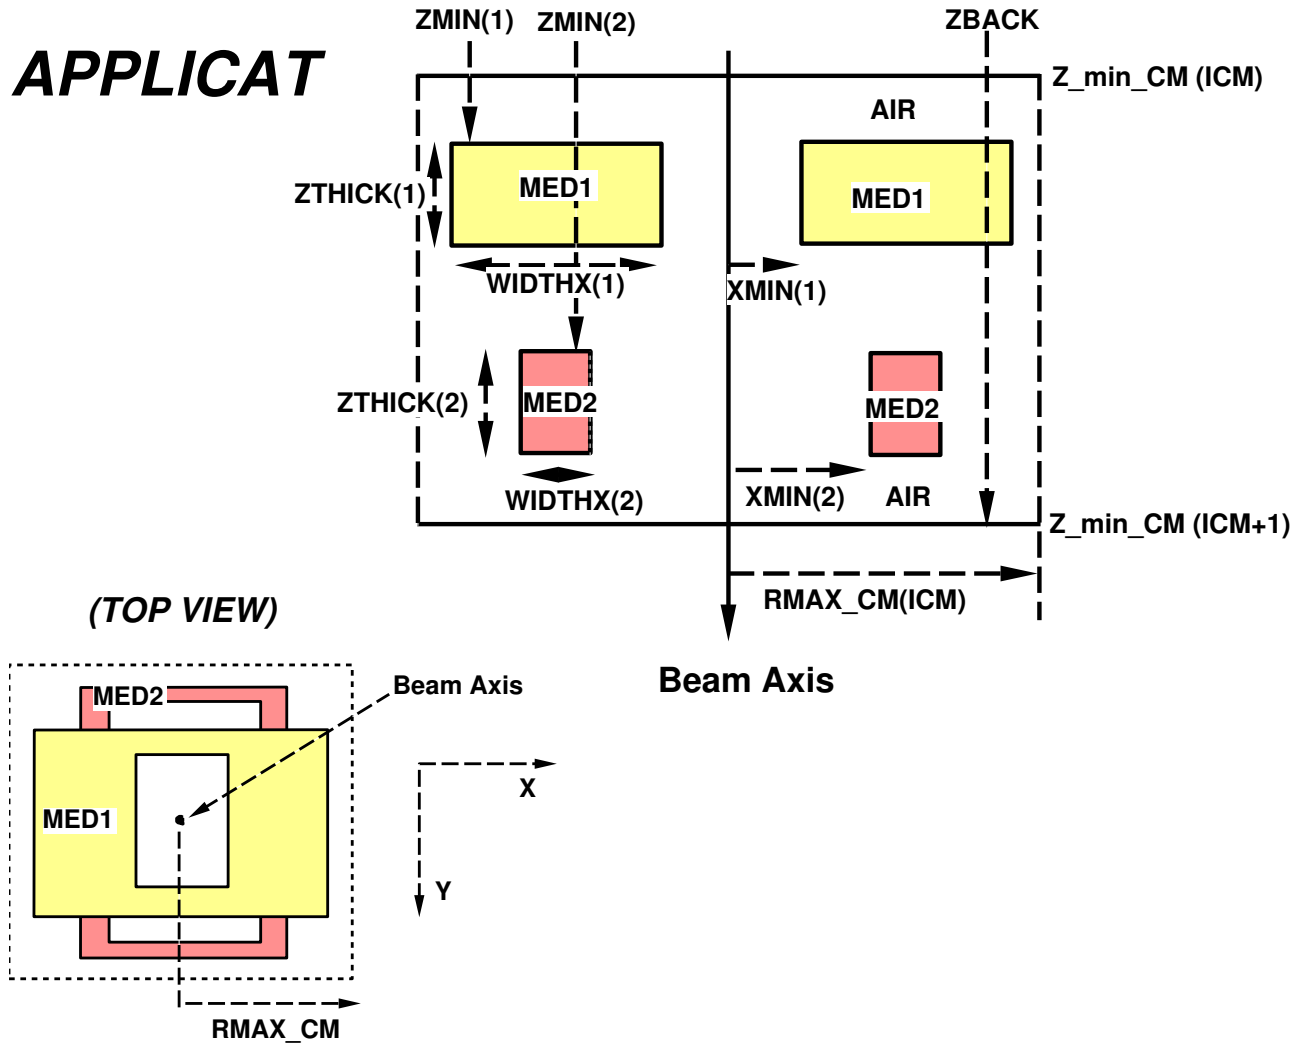 ZMIN(1) ZMIN(2) ZBACK
APPLICAT
Z_min_CM (ICM)
AIR
MED1
MED1
ZTHICK(1)
WIDTHX(1)
XMIN(1)
ZTHICK(2)
MED2
MED2
WIDTHX(2)
XMIN(2)
AIR
Z_min_CM (ICM+1)
RMAX_CM(ICM)
Beam Axis
(TOP VIEW)
MED2
Beam Axis
MED1
X
Y
RMAX_CM